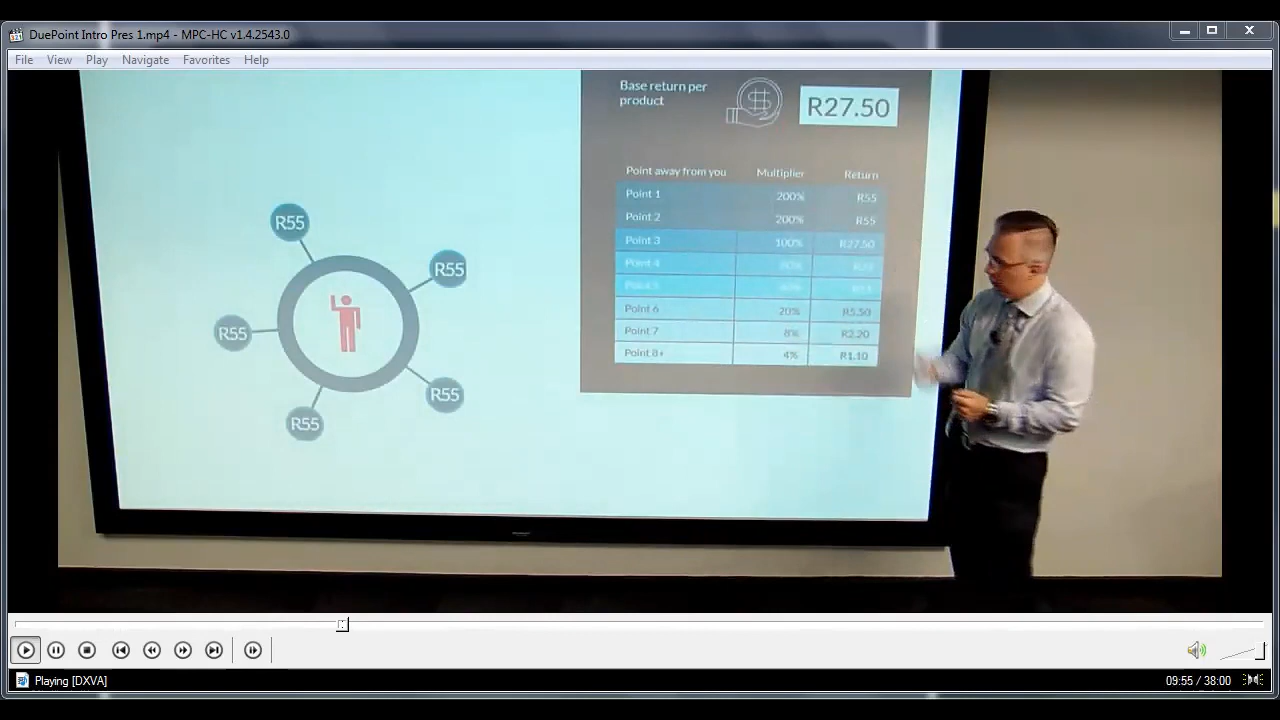 DuePoint Intro Pres 1.mp4 - MPC-HC v1.4.2543.0
File View Play Navigate Favorites Help
Base return per
product
R27.50
Point away from you Multiplier Return
Point 1 200% R55
Point 2 200% R55
Point 3 100% R27.50
Point 4
Point 5
Point 6 20% R5.50
Point 7 8% R2.20
Point 8+ 4% R1.10
R55
R55
R55
R55
R55
Playing [DXVA]
09:55 / 38:00